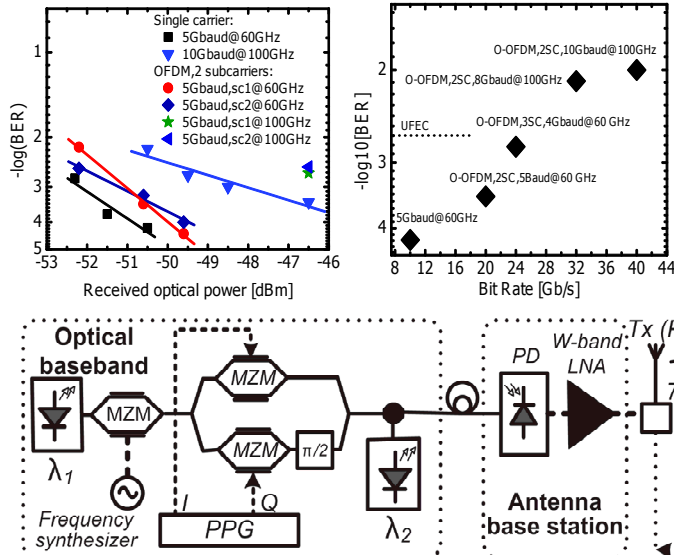 Single carrier:
5Gbaud@60GHz
10Gbaud@100GHz
OFDM,2 subcarriers:
5Gbaud,sc1@60GHz
5Gbaud,sc2@60GHz
5Gbaud,sc1@100GHz
5Gbaud,sc2@100GHz
-log(BER)
1
2
3
4
5
-53 -52 -51 -50 -49 -48 -47 -46
Received optical power [dBm]
O-OFDM,2SC,10Gbaud@100GHz
O-OFDM,2SC,8Gbaud@100GHz
UFEC
O-OFDM,3SC,4Gbaud@60 GHz
O-OFDM,2SC,5Baud@60 GHz
5Gbaud@60GHz
-log10[BER]
2
3
4
8 12 16 20 24 28 32 36 40 44
Bit Rate [Gb/s]
Optical
baseband
MZM
λ1
Frequency
synthesizer
MZM
MZM
π/2
I
Q
PPG
λ2
PD
W-band
LNA
Antenna
base station
Tx